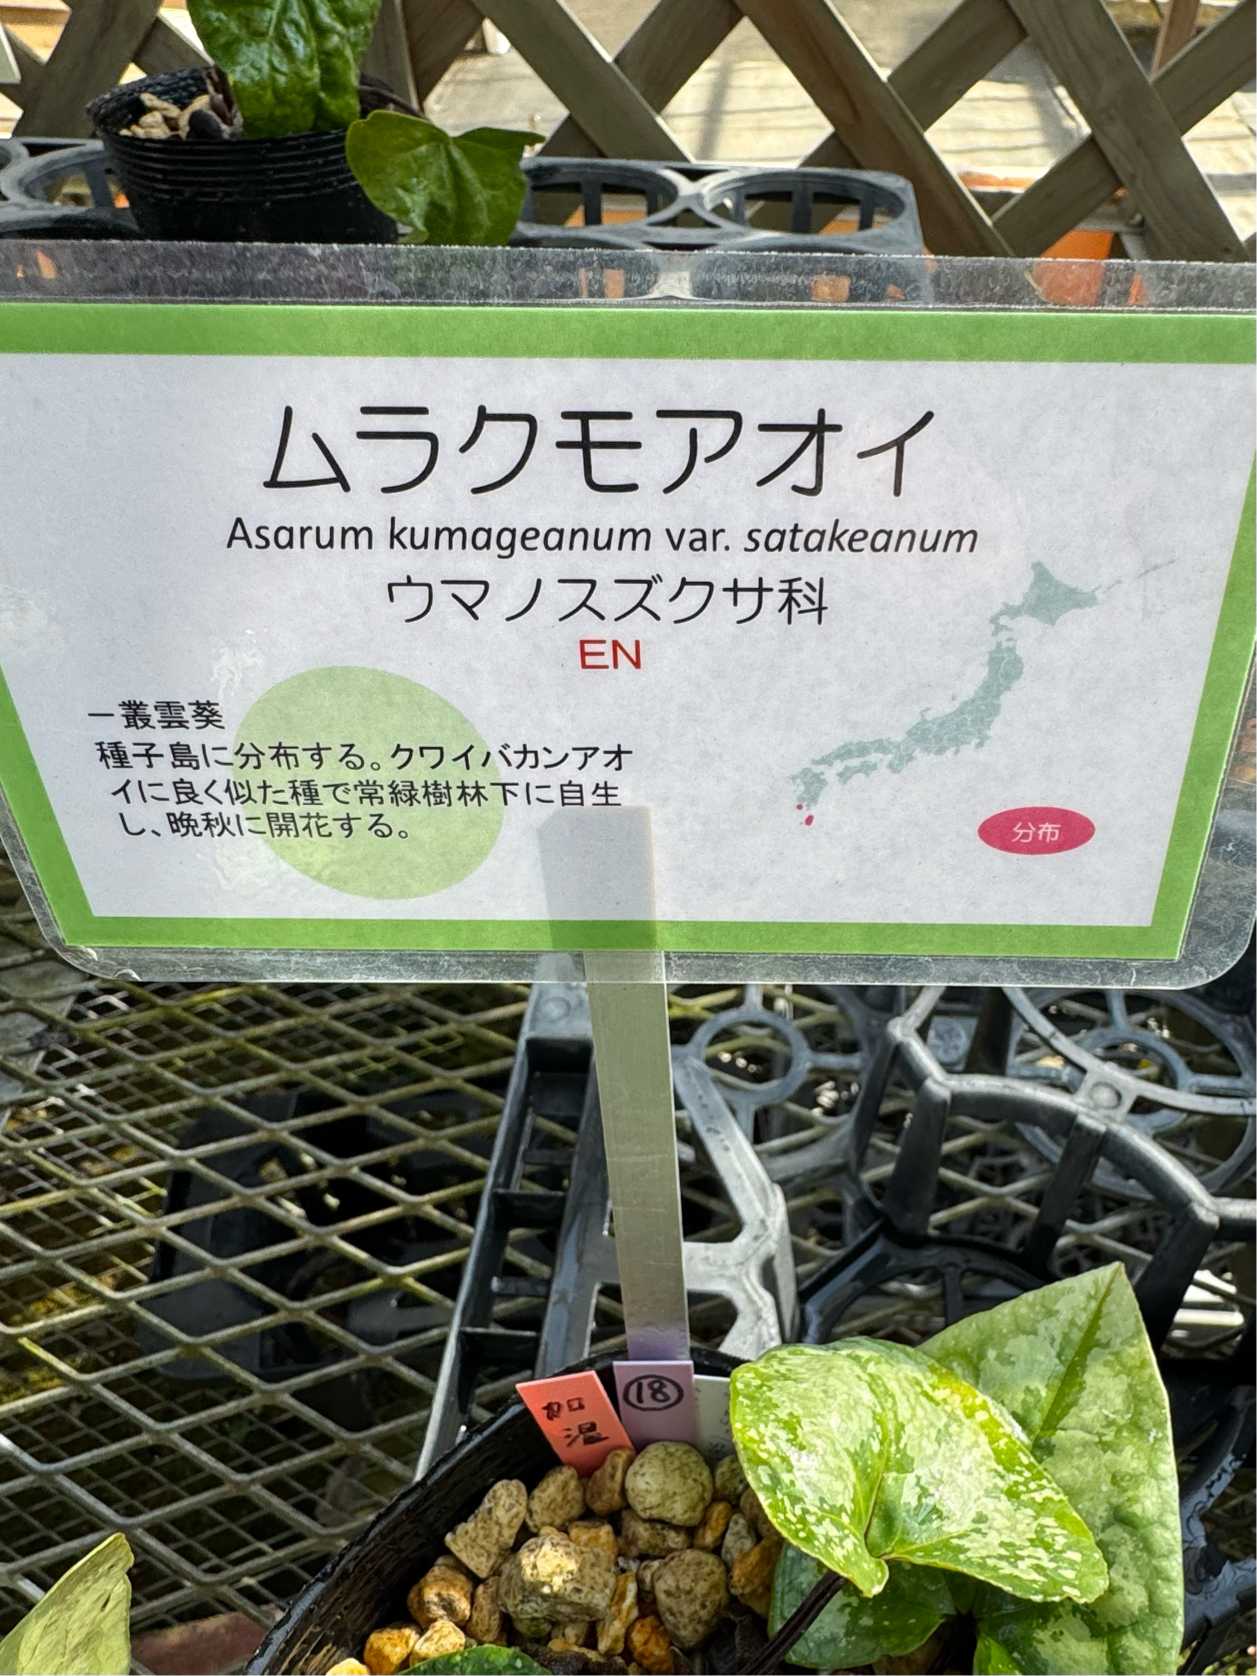 ムラクモアオイ
Asarum kumageanum var. satakeanum
ウマノスズクサ科
EN
ー叢雲葵
種子島に分布する。クワイバカンアオ
イに良く似た種で常緑樹林下に自生
し、晩秋に開花する。
分布
加温
⑱